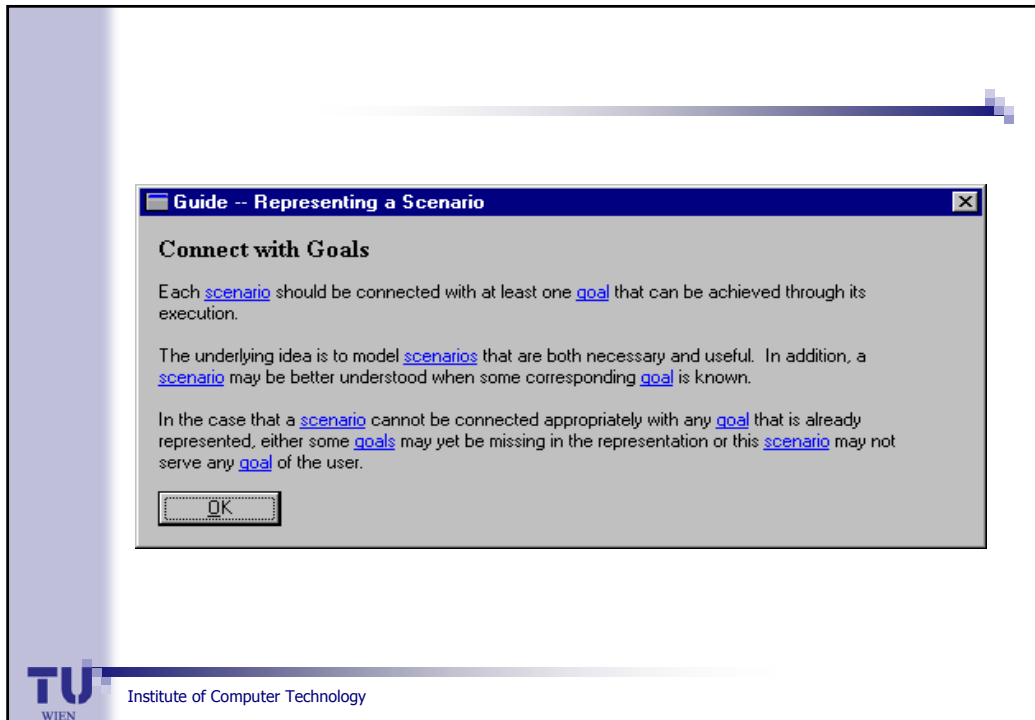 Guide -- Representing a Scenario
Connect with Goals
Each scenario should be connected with at least one goal that can be achieved through its
execution.
The underlying idea is to model scenarios that are both necessary and useful.  In addition, a
scenario may be better understood when some corresponding goal is known.
In the case that a scenario cannot be connected appropriately with any goal that is already
represented, either some goals may yet be missing in the representation or this scenario may not
serve any goal of the user.
OK
TU
WIEN
Institute of Computer Technology